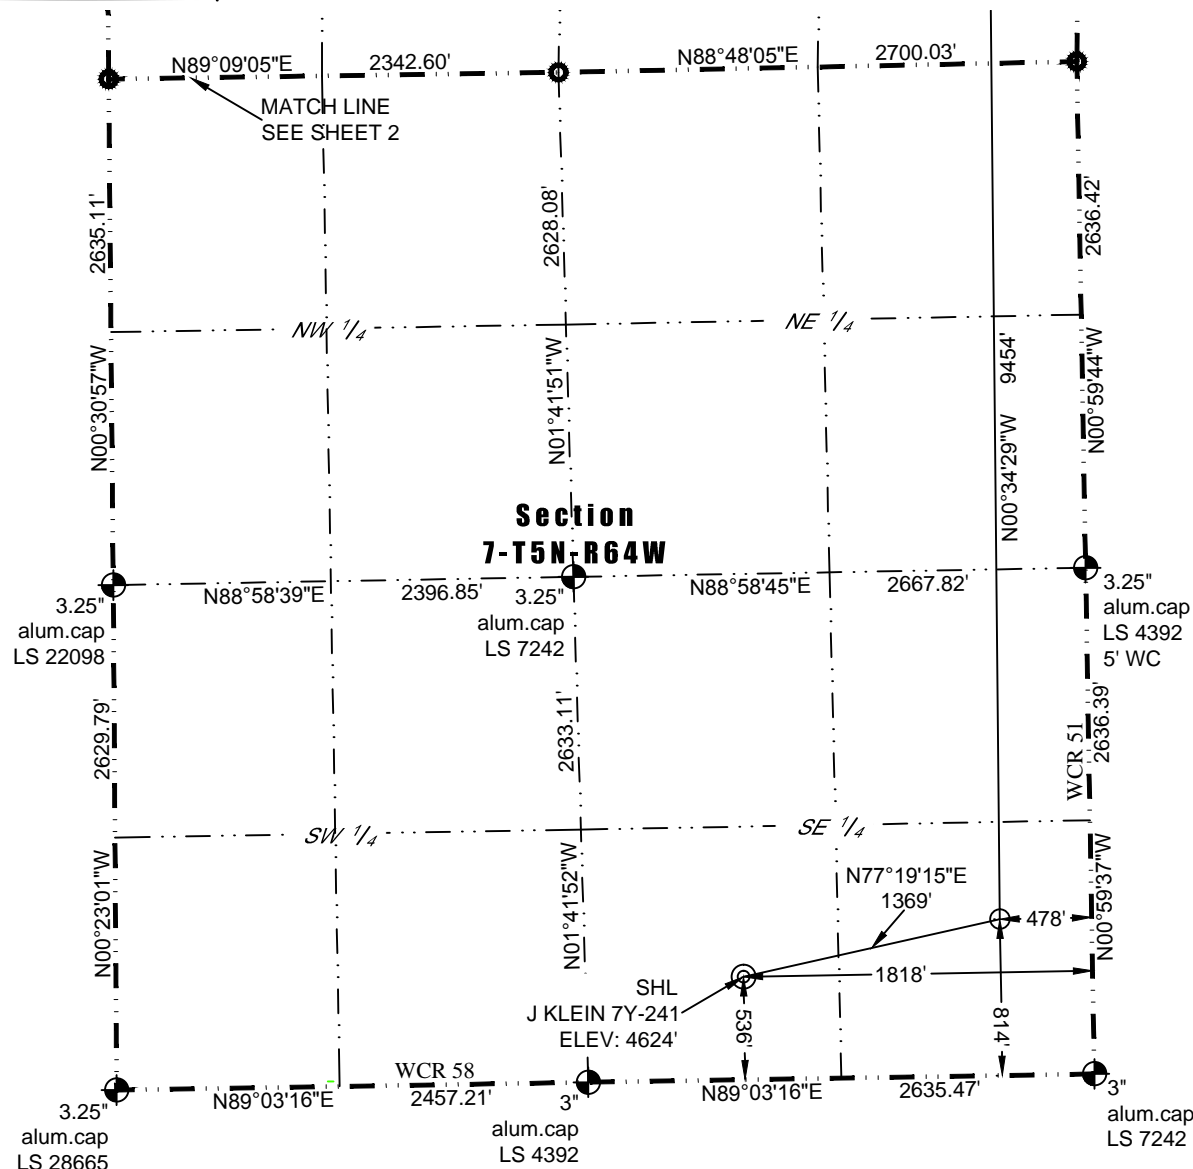 N89°09'05"E
2342.60'
N88°48'05"E
2700.03'
MATCH LINE
SEE SHEET 2
2635.11'
2628.08'
2636.42'
NW 1/4
NE 1/4
N00°30'57"W
N01°41'51"W
9454'
N00°34'29"W
N00°59'44"W
Section
7-T5N-R64W
N88°58'39"E
2396.85'
N88°58'45"E
2667.82'
3.25"
alum.cap
LS 22098
3.25"
alum.cap
LS 7242
3.25"
alum.cap
LS 4392
5' WC
2629.79'
2633.11'
WCR 51
2636.39'
SW 1/4
SE 1/4
N00°23'01"W
N01°41'52"W
N00°59'37"W
N77°19'15"E
1369'
478'
1818'
SHL
J KLEIN 7Y-241
ELEV: 4624'
536'
814'
WCR 58
N89°03'16"E
2457.21'
N89°03'16"E
2635.47'
3.25"
alum.cap
LS 28665
3"
alum.cap
LS 4392
3"
alum.cap
LS 7242